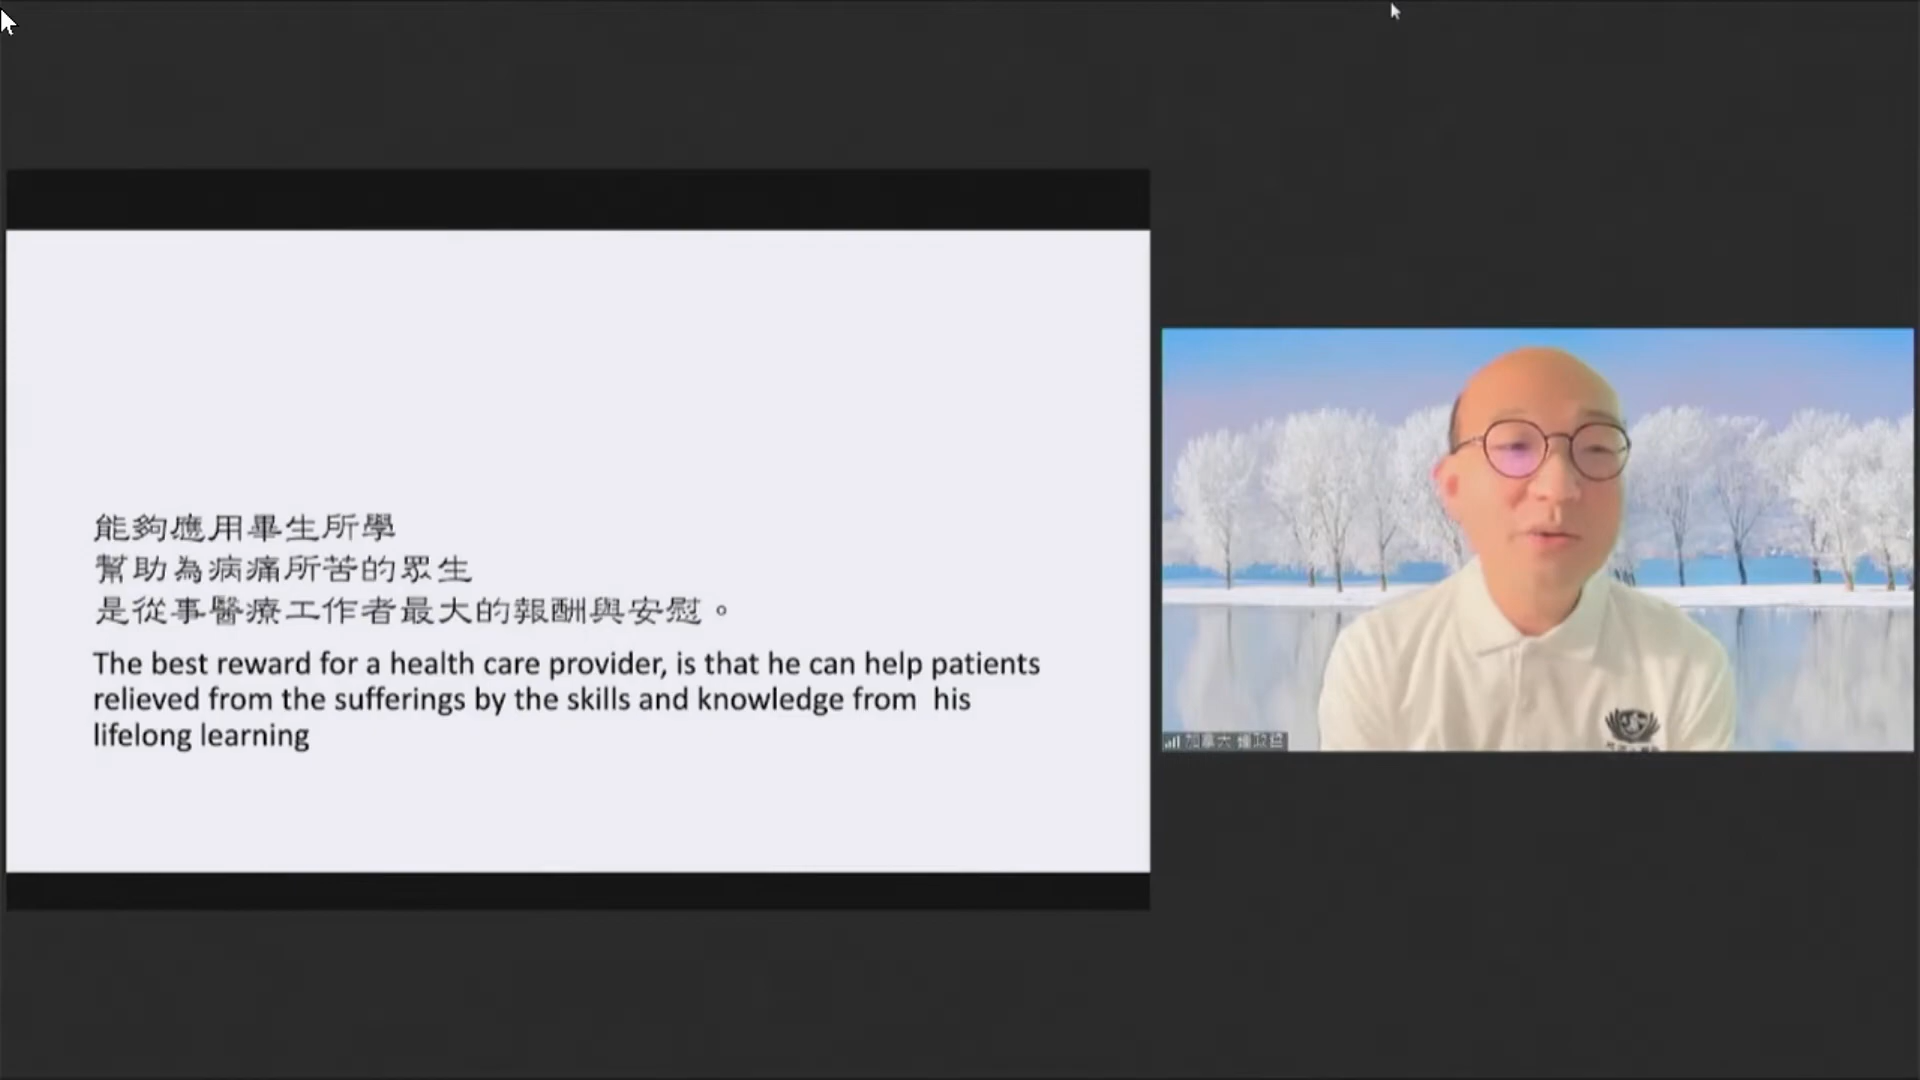 能夠應用畢生所學
幫助為病痛所苦的眾生
是從事醫療工作者最大的報酬與安慰。
The best reward for a health care provider, is that he can help patients
relieved from the sufferings by the skills and knowledge from  his
lifelong learning
加拿大